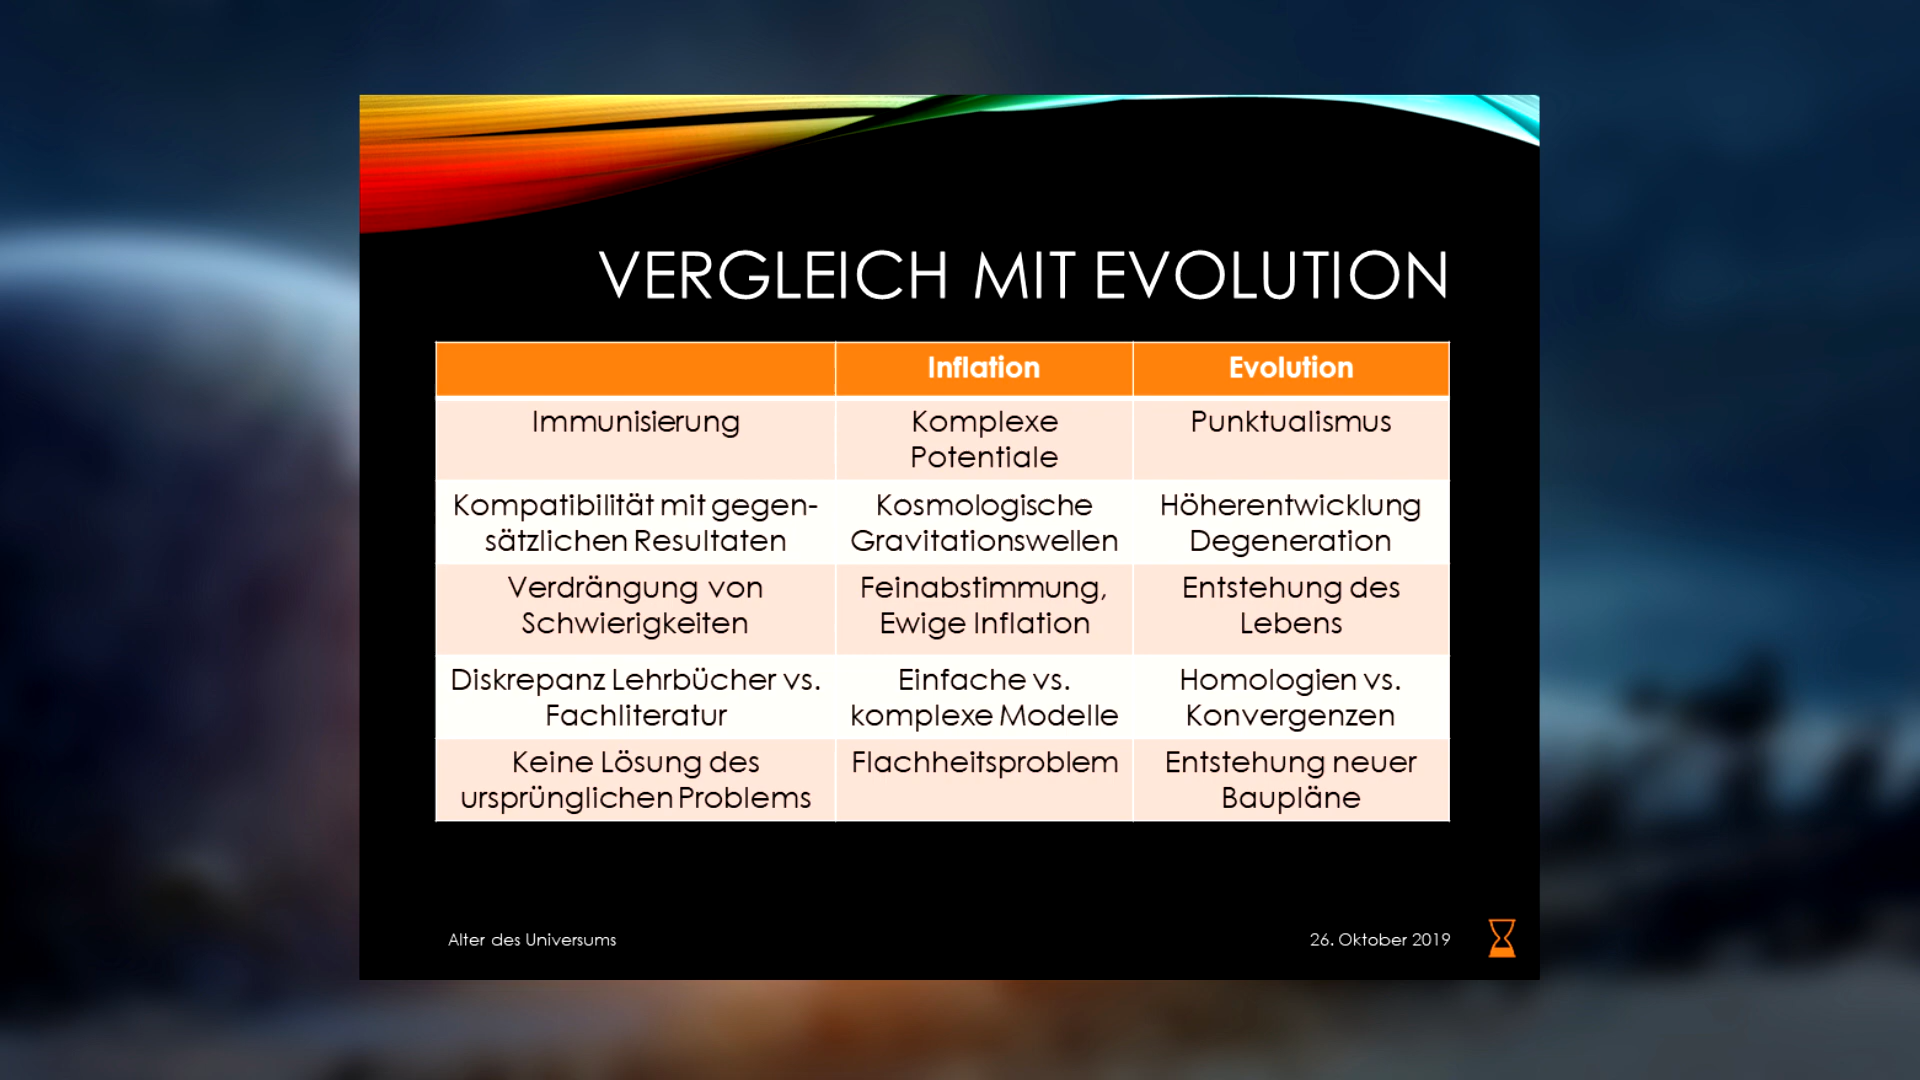 VERGLEICH MIT EVOLUTION
Inflation Evolution
Immunisierung
Komplexe
Potentiale
Punktualismus
Kompatibilität mit gegen-
sätzlichen Resultaten
Kosmologische
Gravitationswellen
Höherentwicklung
Degeneration
Verdrängung von
Schwierigkeiten
Feinabstimmung,
Ewige Inflation
Entstehung des
Lebens
Diskrepanz Lehrbücher vs.
Fachliteratur
Einfache vs.
komplexe Modelle
Homologien vs.
Konvergenzen
Keine Lösung des
ursprünglichen Problems
Flachheitsproblem
Entstehung neuer
Baupläne
Alter des Universums
26. Oktober 2019